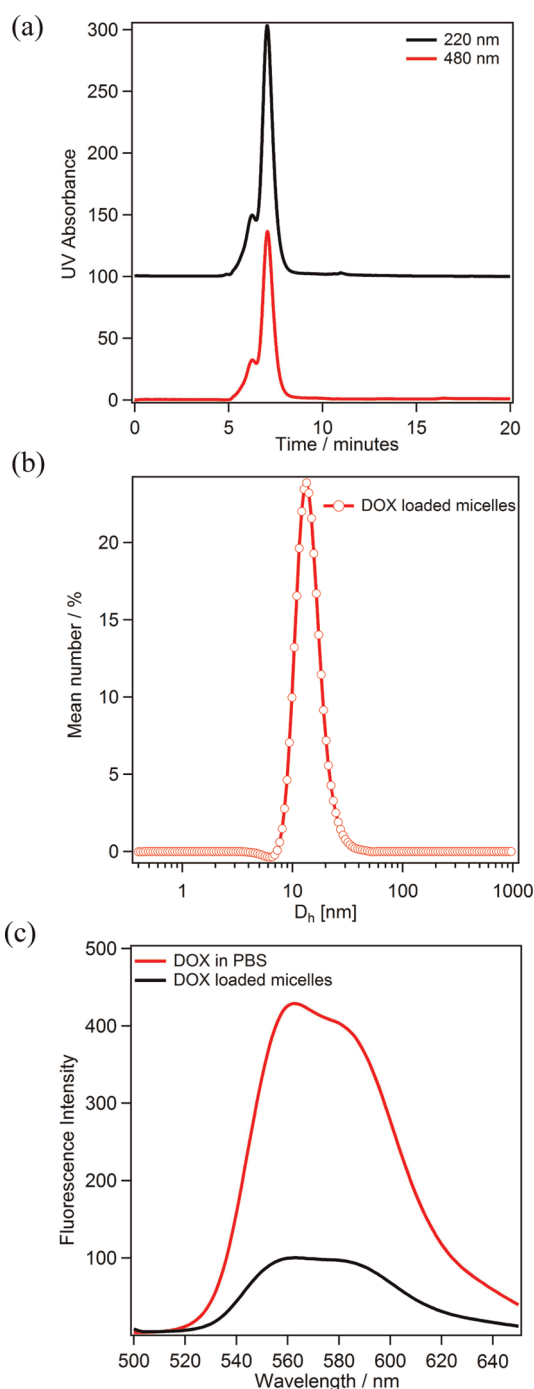 (a)
300
250
200
150
100
50
0
UV Absorbance
220 nm
480 nm
0 5 10 15 20
Time / minutes
(b)
20
15
10
5
0
Mean number / %
DOX loaded micelles
1 10 100 1000
Dₕ [nm]
(c)
500
400
300
200
100
Fluorescence Intensity
DOX in PBS
DOX loaded micelles
500 520 540 560 580 600 620 640
Wavelength / nm